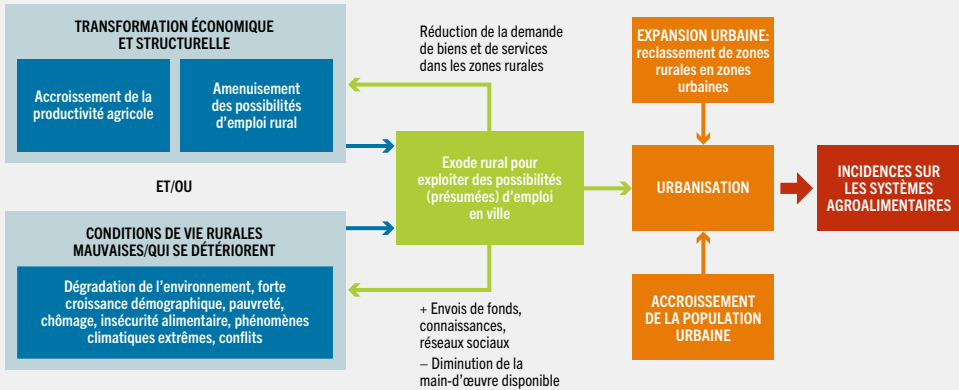 TRANSFORMATION ÉCONOMIQUE
ET STRUCTURELLE
Accroissement de la
productivité agricole
Amenuisement
des possibilités
d’emploi rural
ET/OU
CONDITIONS DE VIE RURALES
MAUVAISES/QUI SE DÉTÉRIORENT
Dégradation de l’environnement, forte
croissance démographique, pauvreté,
chômage, insécurité alimentaire, phénomènes
climatiques extrêmes, conflits
Réduction de la demande
de biens et de services
dans les zones rurales
Exode rural pour
exploiter des possibilités
(présumées) d’emploi
en ville
+ Envois de fonds,
connaissances,
réseaux sociaux
– Diminution de la
main-d’œuvre disponible
EXPANSION URBAINE:
reclassement de zones
rurales en zones
urbaines
URBANISATION
ACCROISSEMENT
DE LA POPULATION
URBAINE
INCIDENCES SUR
LES SYSTÈMES
AGROALIMENTAIRES